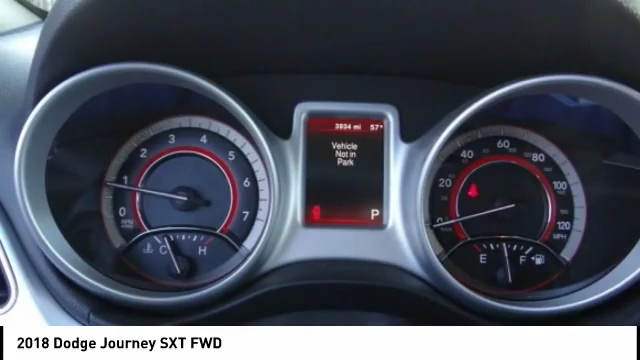 3934 mi 57°
Vehicle
Not in
Park
P
0 1 2 3 4 5 6 7
C H
0 20 40 60 80 100 120
MPH
E F
2018 Dodge Journey SXT FWD